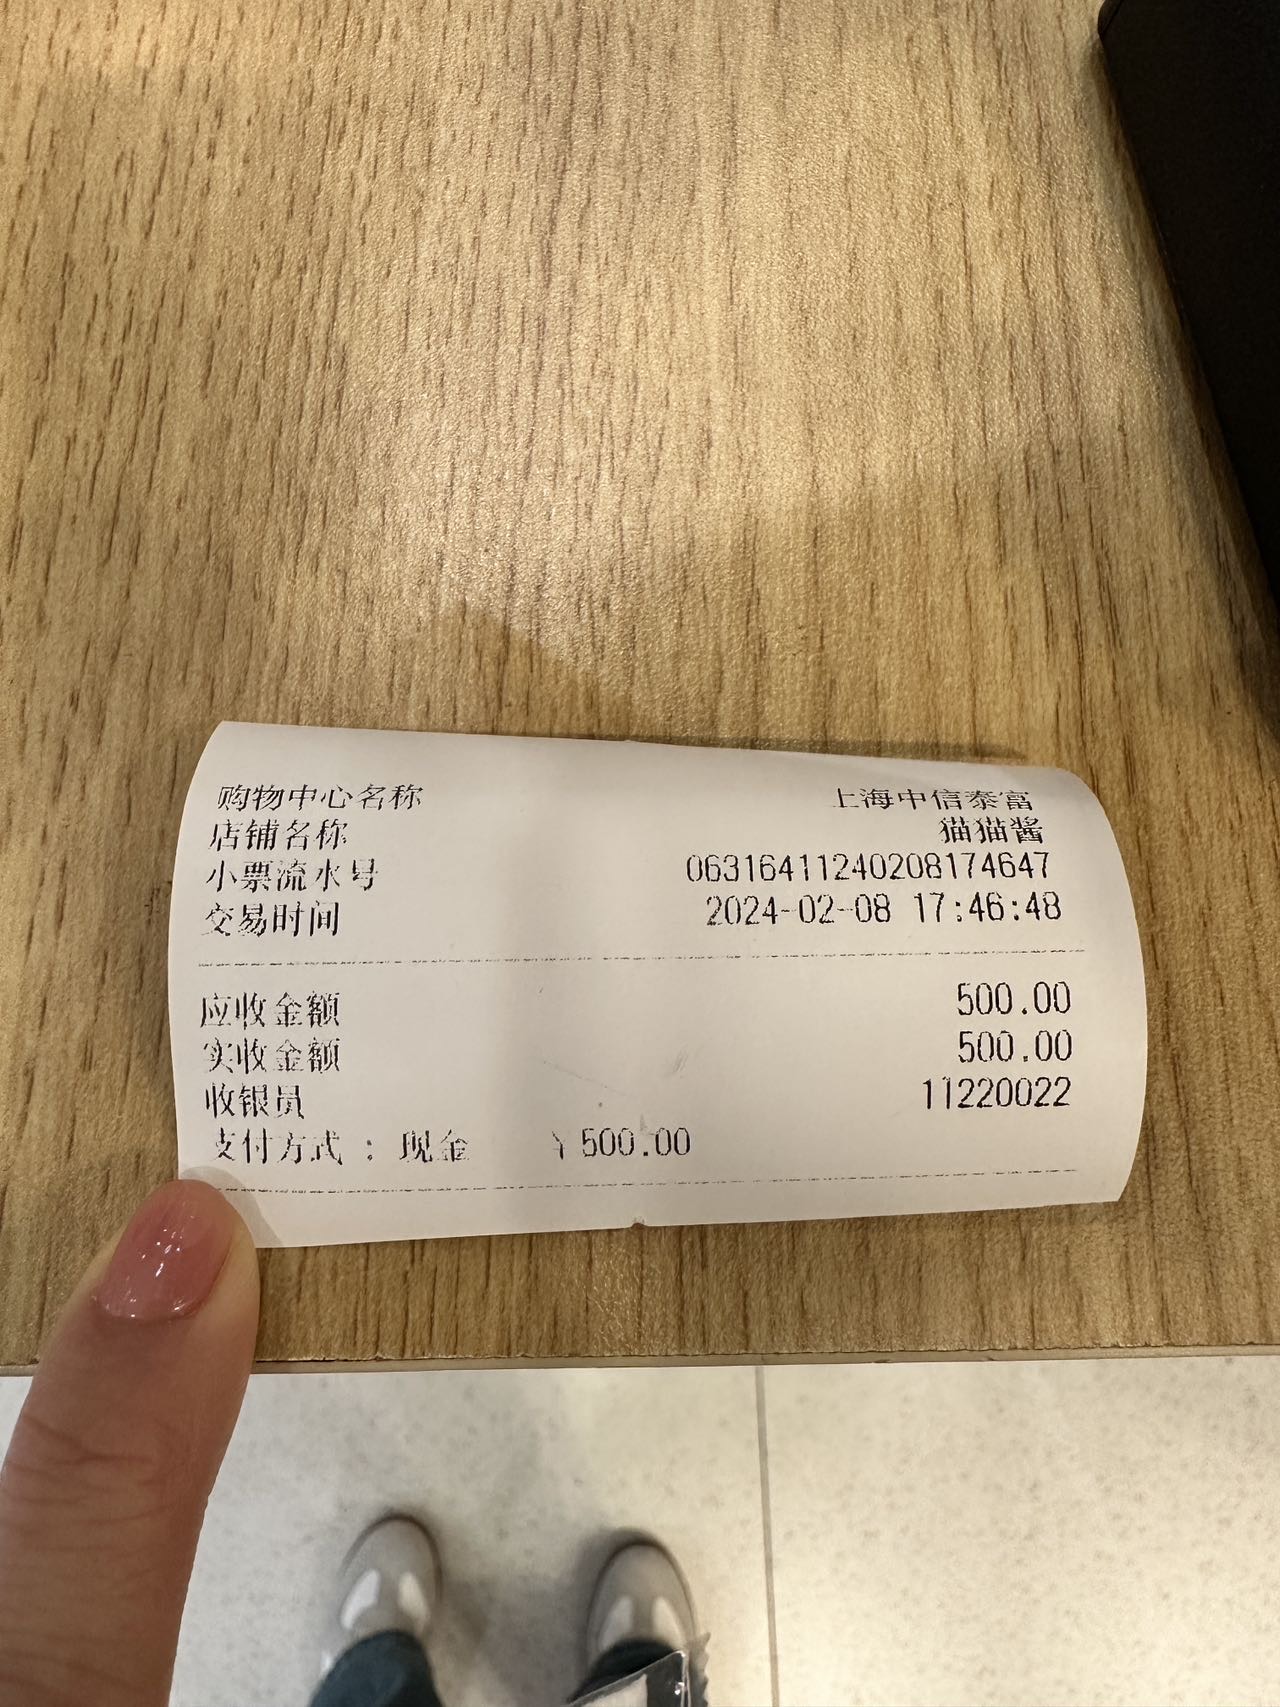 购物中心名称 上海中信泰富
店铺名称 猫猫酱
小票流水号 06316411240208174647
交易时间 2024-02-08 17:46:48
应收金额 500.00
实收金额 500.00
收银员 11220022
支付方式：现金 ¥500.00